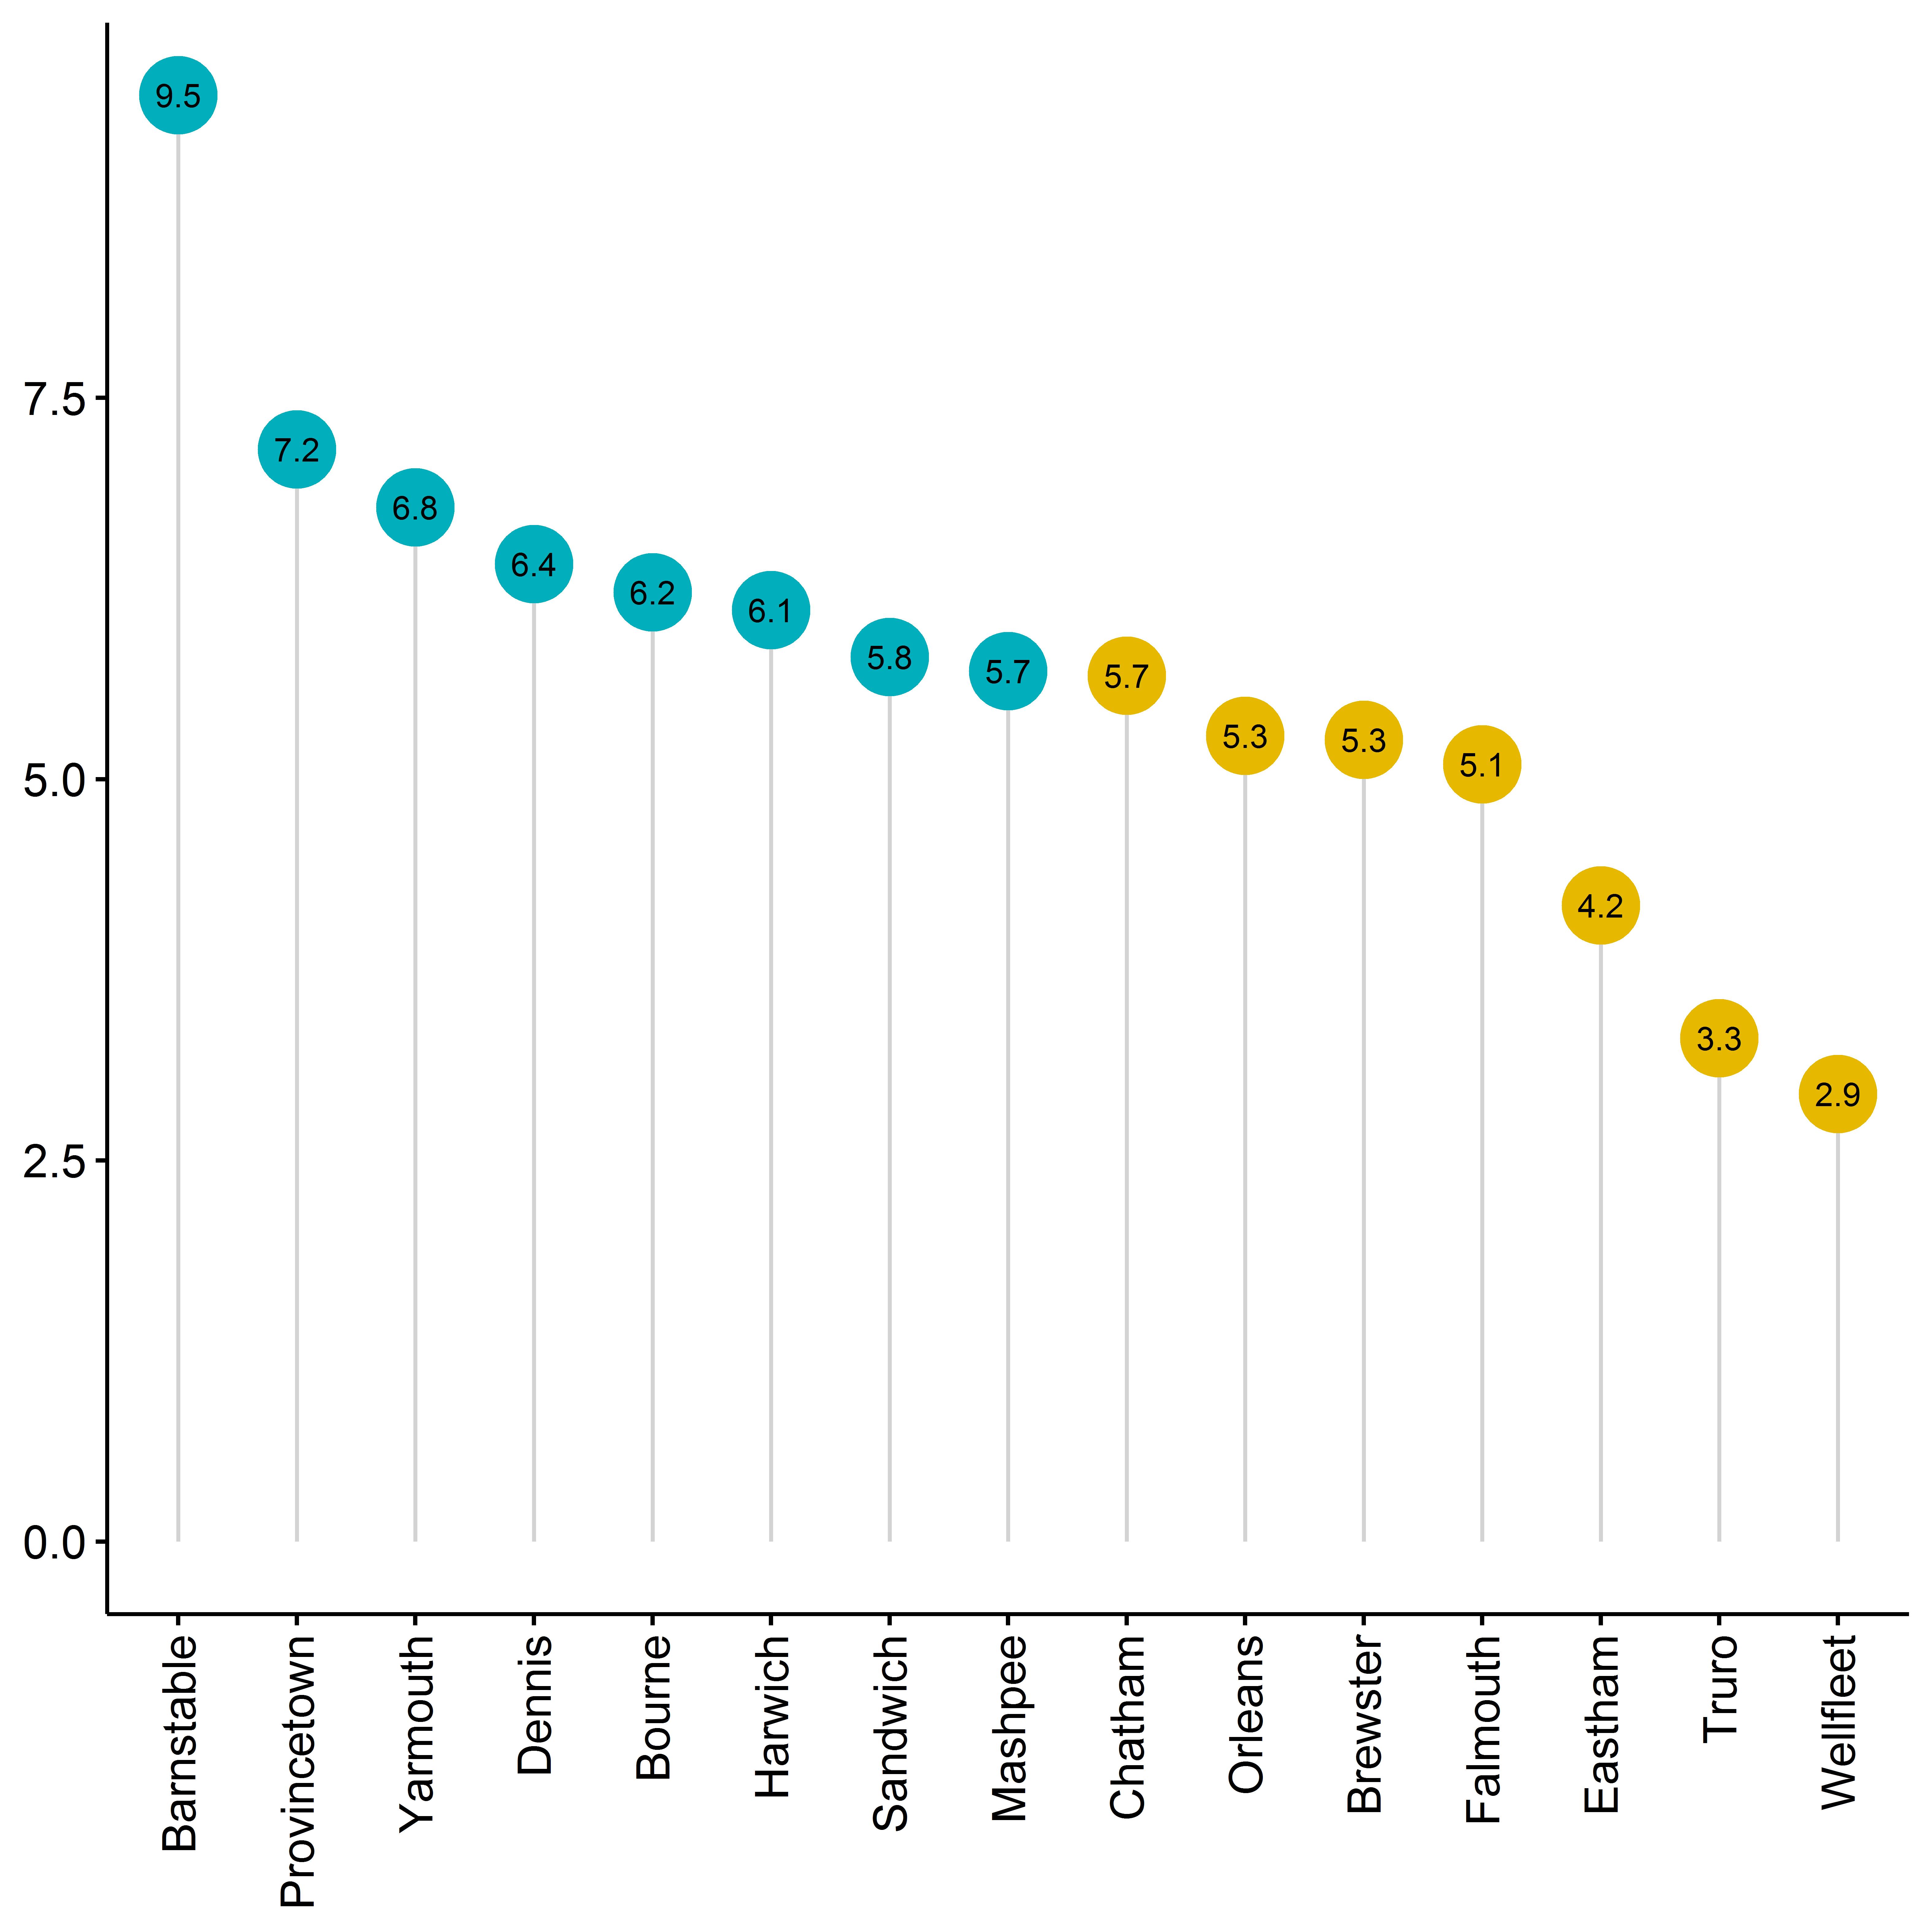 9.5
7.5
7.2
6.8
6.4
6.2
6.1
5.8
5.7
5.7
5.3
5.3
5.1
5.0
4.2
3.3
2.9
2.5
0.0
Barnstable
Provincetown
Yarmouth
Dennis
Bourne
Harwich
Sandwich
Mashpee
Chatham
Orleans
Brewster
Falmouth
Eastham
Truro
Wellfleet